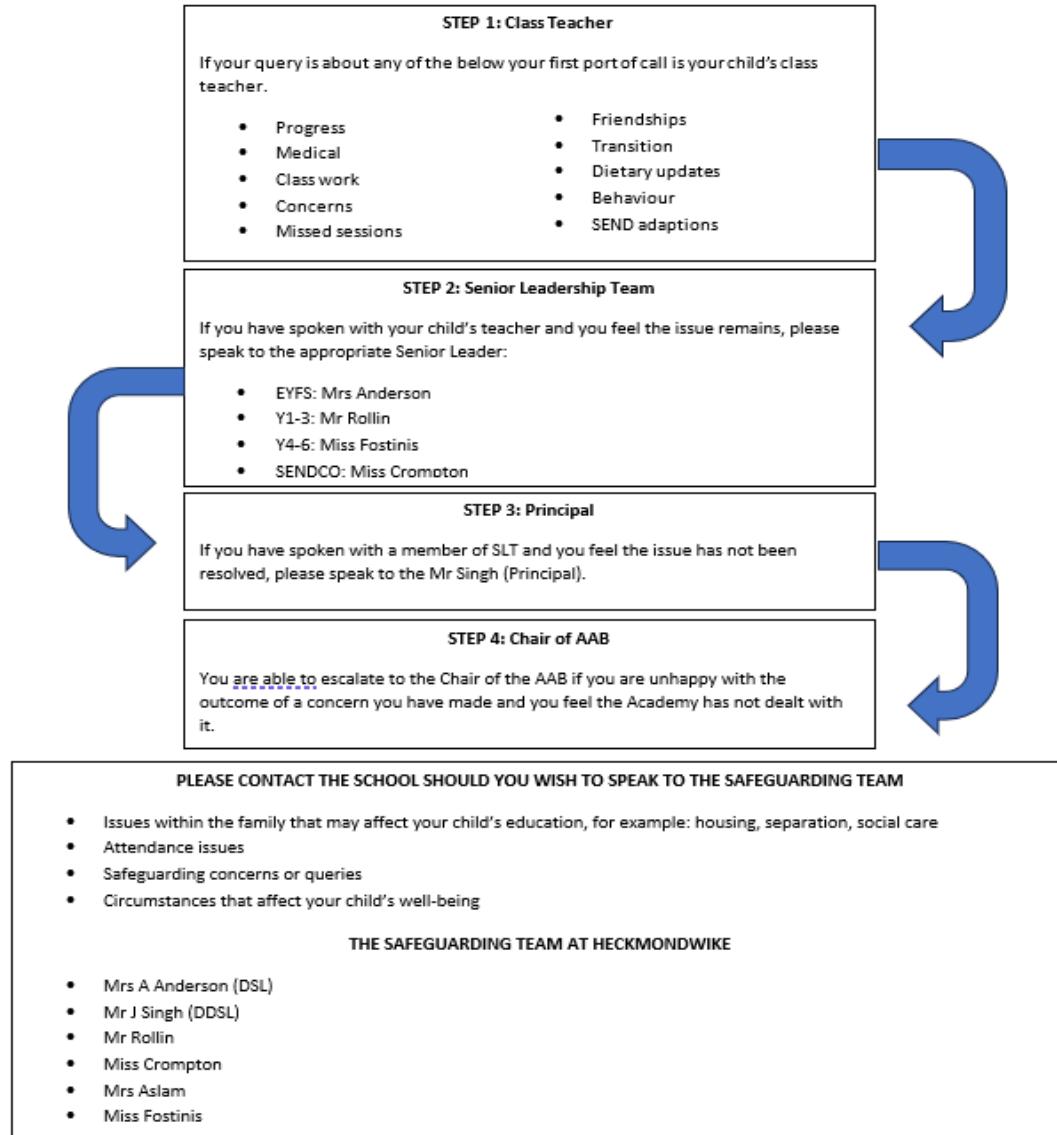 STEP 1: Class Teacher
If your query is about any of the below your first port of call is your child's class
teacher.
• Progress
• Medical
• Class work
• Concerns
• Missed sessions
• Friendships
• Transition
• Dietary updates
• Behaviour
• SEND adaptions
STEP 2: Senior Leadership Team
If you have spoken with your child's teacher and you feel the issue remains, please
speak to the appropriate Senior Leader:
• EYFS: Mrs Anderson
• Y1-3: Mr Rollin
• Y4-6: Miss Fostinis
• SENDCO: Miss Crompton
STEP 3: Principal
If you have spoken with a member of SLT and you feel the issue has not been
resolved, please speak to the Mr Singh (Principal).
STEP 4: Chair of AAB
You are able to escalate to the Chair of the AAB if you are unhappy with the
outcome of a concern you have made and you feel the Academy has not dealt with
it.
PLEASE CONTACT THE SCHOOL SHOULD YOU WISH TO SPEAK TO THE SAFEGUARDING TEAM
• Issues within the family that may affect your child's education, for example: housing, separation, social care
• Attendance issues
• Safeguarding concerns or queries
• Circumstances that affect your child's well-being
THE SAFEGUARDING TEAM AT HECKMONDWIKE
• Mrs A Anderson (DSL)
• Mr J Singh (DDSL)
• Mr Rollin
• Miss Crompton
• Mrs Aslam
• Miss Fostinis